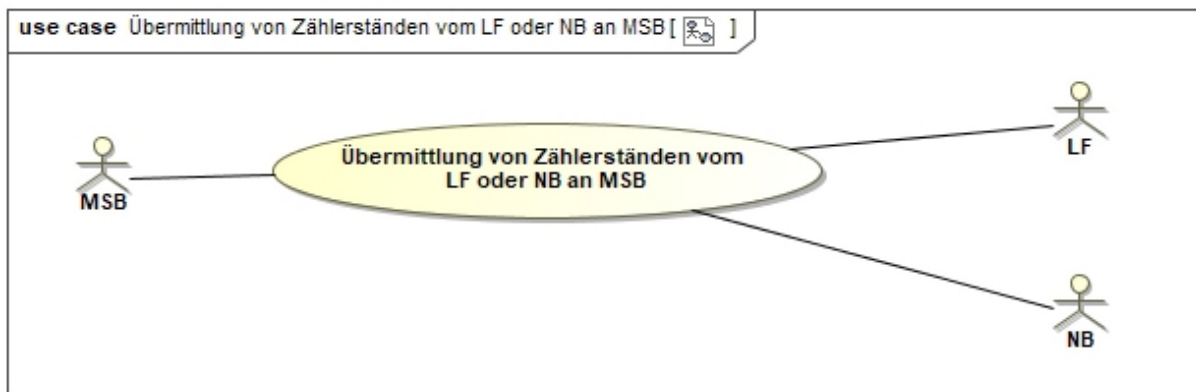 use case Übermittlung von Zählerständen vom LF oder NB an MSB [ ]
LF
Übermittlung von Zählerständen vom
LF oder NB an MSB
MSB
NB